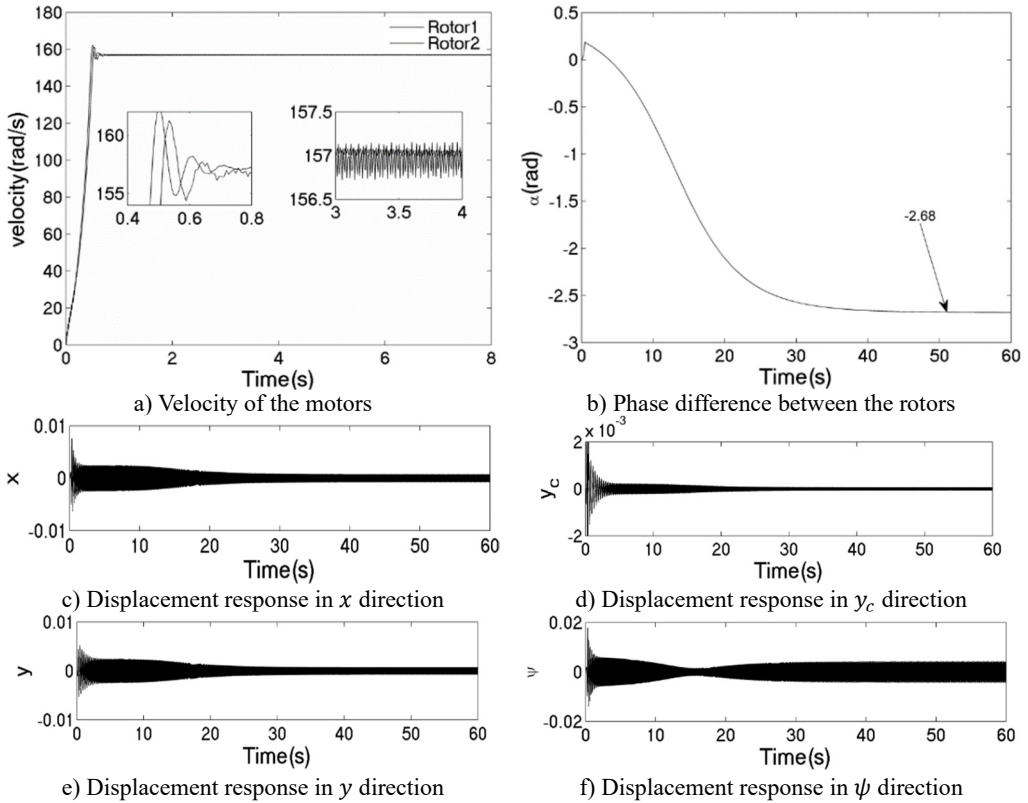 180
160
140
120
100
80
60
40
20
0
velocity(rad/s)
Rotor1
Rotor2
160
154
0.4 0.6 0.8
157.5
157
156.5
3 3.5 4
0 2 4 6 8
Time(s)
a) Velocity of the motors
0.5
0
-0.5
-1
-1.5
-2
-2.5
-3
α(rad)
-2.68
0 10 20 30 40 50 60
Time(s)
b) Phase difference between the rotors
0.01
0
-0.01
x
0 10 20 30 40 50 60
Time(s)
c) Displacement response in x direction
2 x 10^-3
0
-2
y_c
0 10 20 30 40 50 60
Time(s)
d) Displacement response in y_c direction
0.01
0
-0.01
y
0 10 20 30 40 50 60
Time(s)
e) Displacement response in y direction
0.02
0
-0.02
ψ
0 10 20 30 40 50 60
Time(s)
f) Displacement response in ψ direction